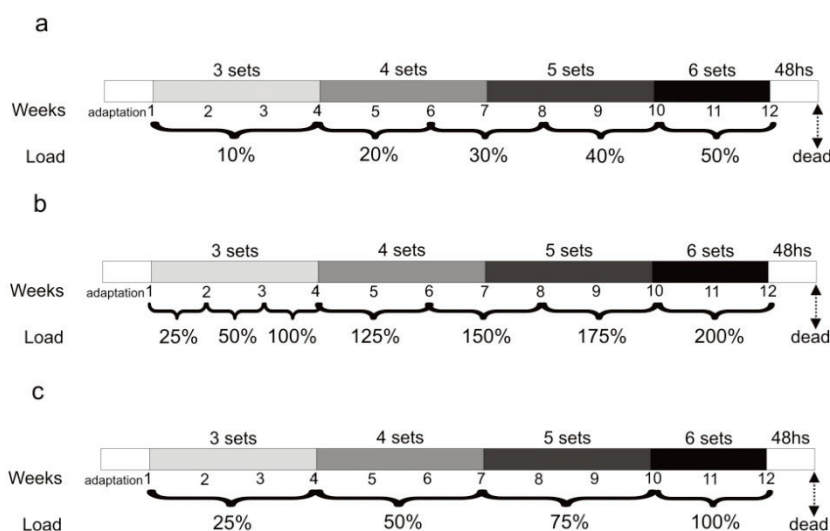 a
3 sets 4 sets 5 sets 6 sets 48hs
Weeks adaptation 1 2 3 4 5 6 7 8 9 10 11 12
Load 10% 20% 30% 40% 50% dead
b
3 sets 4 sets 5 sets 6 sets 48hs
Weeks adaptation 1 2 3 4 5 6 7 8 9 10 11 12
Load 25% 50% 100% 125% 150% 175% 200% dead
c
3 sets 4 sets 5 sets 6 sets 48hs
Weeks adaptation 1 2 3 4 5 6 7 8 9 10 11 12
Load 25% 50% 75% 100% dead